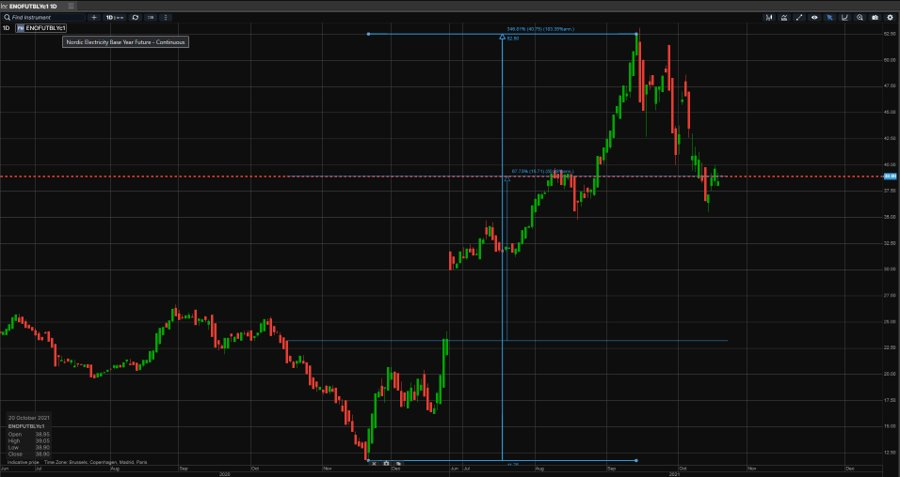 ENOFUTBLYc1 1D
Find Instrument
1D
1D
ENOFUTBLYc1
Nordic Electricity Base Year Future - Continuous
52.50
50.00
47.50
45.00
42.50
40.00
37.50
35.00
32.50
30.00
27.50
25.00
22.50
20.00
17.50
15.00
12.50
20 October 2021
ENOFUTBLYc1
Open 38.95
High 39.05
Low 38.90
Close 38.90
Indicative price Time Zone: Brussels, Copenhagen, Madrid, Paris
Jun Jul Aug Sep Oct Nov Dec Jun Jul Aug Sep Oct Nov Dec
2020 2021